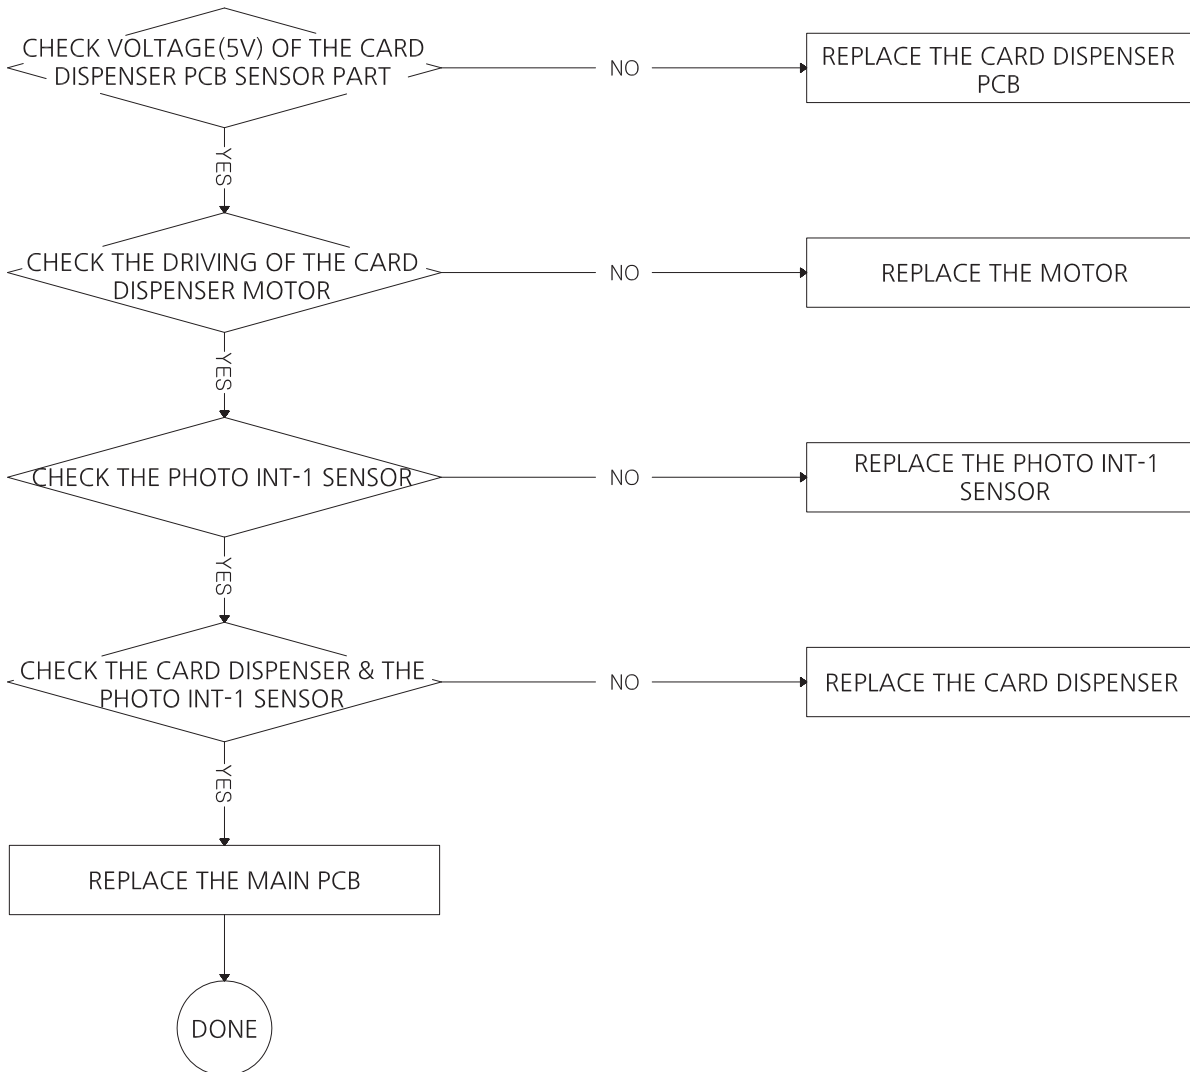 CHECK VOLTAGE(5V) OF THE CARD
DISPENSER PCB SENSOR PART
NO
REPLACE THE CARD DISPENSER
PCB
YES
CHECK THE DRIVING OF THE CARD
DISPENSER MOTOR
NO
REPLACE THE MOTOR
YES
CHECK THE PHOTO INT-1 SENSOR
NO
REPLACE THE PHOTO INT-1
SENSOR
YES
CHECK THE CARD DISPENSER & THE
PHOTO INT-1 SENSOR
NO
REPLACE THE CARD DISPENSER
YES
REPLACE THE MAIN PCB
DONE